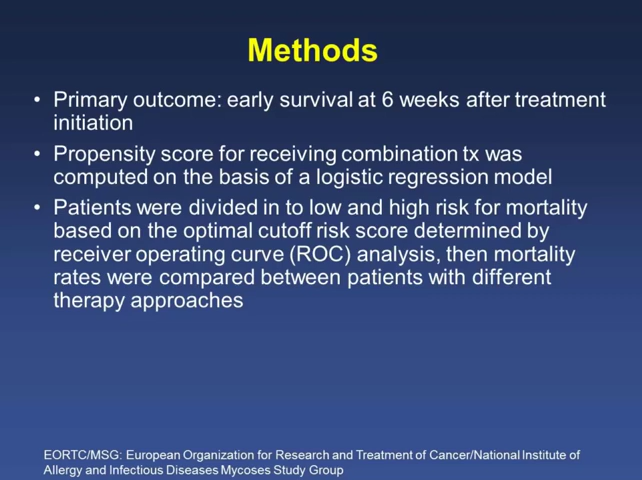 Methods
• Primary outcome: early survival at 6 weeks after treatment
initiation
• Propensity score for receiving combination tx was
computed on the basis of a logistic regression model
• Patients were divided in to low and high risk for mortality
based on the optimal cutoff risk score determined by
receiver operating curve (ROC) analysis, then mortality
rates were compared between patients with different
therapy approaches
EORTC/MSG: European Organization for Research and Treatment of Cancer/National Institute of
Allergy and Infectious Diseases Mycoses Study Group